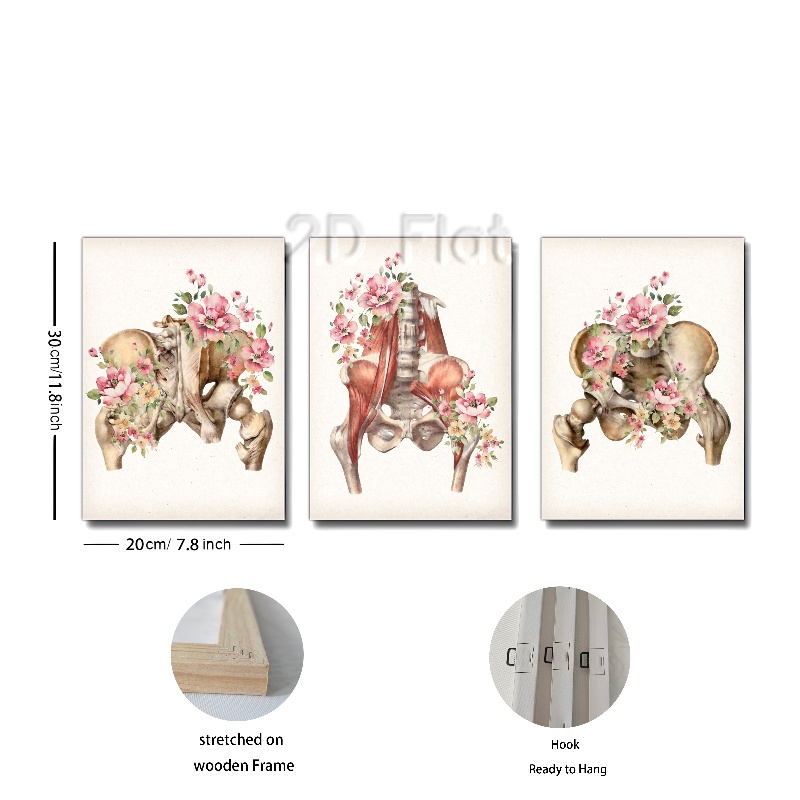 2D Flat
30cm/11.8inch
20cm/ 7.8 inch
stretched on
wooden Frame
Hook
Ready to Hang